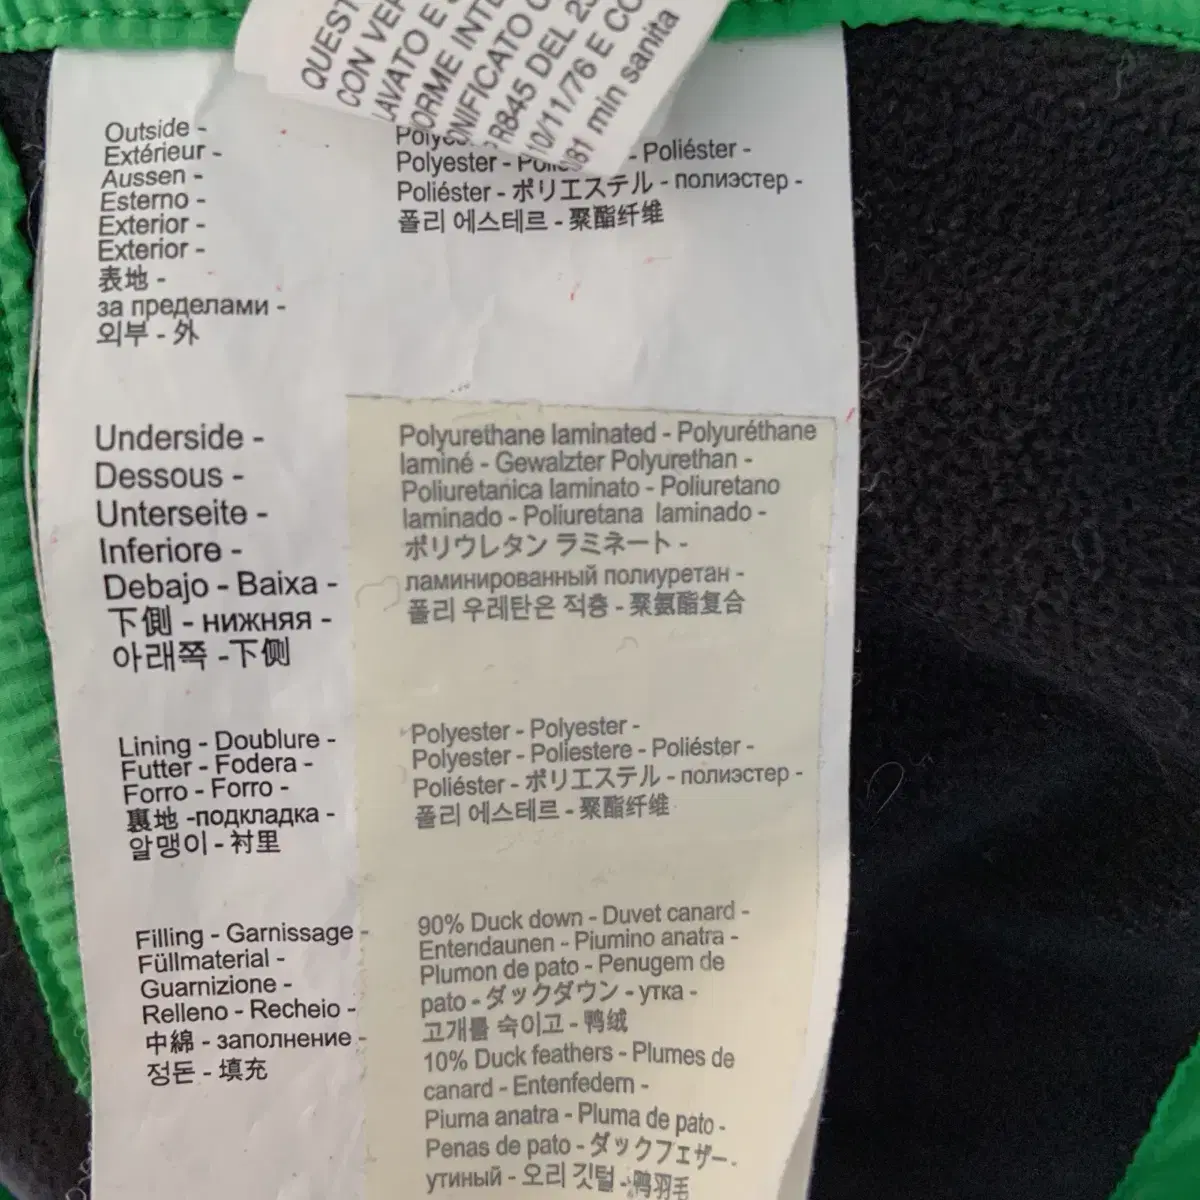 QUEST
CON VER
LAVATO E
NORME INTE
ONIFICATO
R845 DEL 23
10/11/76 E CO
081 min sanita
Outside -
Extérieur -
Aussen -
Esterno -
Exterior -
Exterior -
表地 -
за пределами -
외부 - 外
Polyester - - Poliéster -
Poliéster - ポリエステル - полиэстер -
폴리 에스테르 - 聚酯纤维
Underside -
Dessous -
Unterseite -
Inferiore -
Debajo - Baixa -
下側 - нижняя -
아래쪽 -下侧
Polyurethane laminated - Polyuréthane
laminé - Gewalzter Polyurethan -
Poliuretanica laminato - Poliuretano
laminado - Poliuretana laminado -
ポリウレタン ラミネート -
ламинированный полиуретан -
폴리 우레탄은 적층 - 聚氨酯复合
Lining - Doublure -
Futter - Fodera -
Forro - Forro -
裏地 -подкладка -
알맹이 - 衬里
Polyester - Polyester -
Polyester - Poliestere - Poliéster -
Poliéster - ポリエステル - полиэстер -
폴리 에스테르 - 聚酯纤维
Filling - Garnissage -
Füllmaterial -
Guarnizione -
Relleno - Recheio -
中綿 - заполнение -
정돈 - 填充
90% Duck down - Duvet canard -
Entendaunen - Piumino anatra -
Plumon de pato - Penugem de
pato - ダックダウン - утка -
고개를 숙이고 - 鸭绒
10% Duck feathers - Plumes de
canard - Entenfedern -
Piuma anatra - Pluma de pato -
Penas de pato - ダックフェザー -
утиный - 오리 깃털 - 鸭羽毛